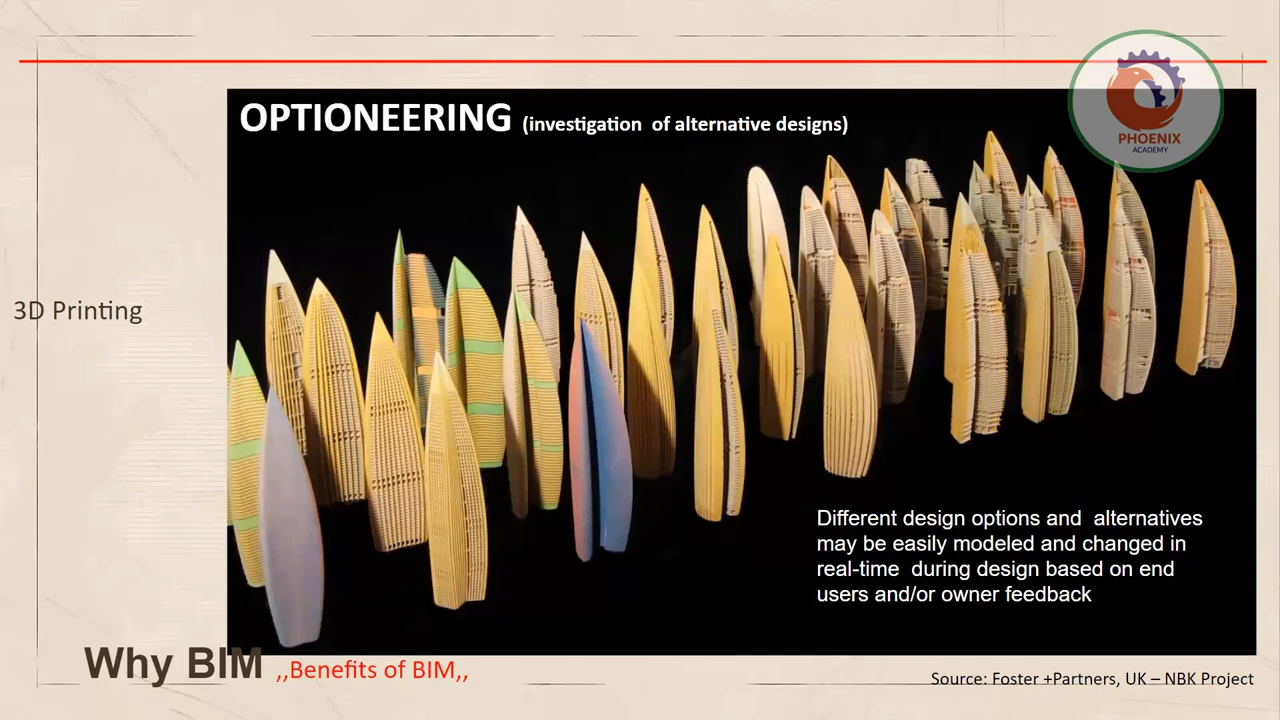 OPTIONEERING (investigation of alternative designs)
PHOENIX
ACADEMY
3D Printing
Different design options and alternatives
may be easily modeled and changed in
real-time during design based on end
users and/or owner feedback
Why BIM ,,Benefits of BIM,,
Source: Foster +Partners, UK – NBK Project